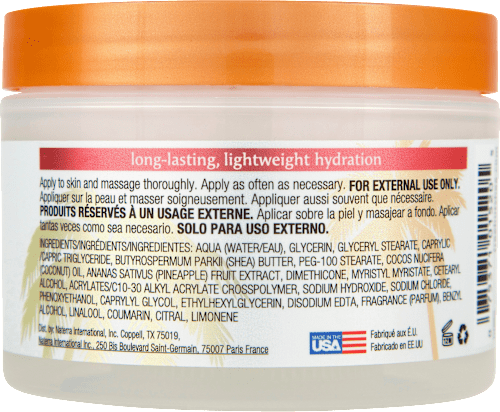 long-lasting, lightweight hydration
Apply to skin and massage thoroughly. Apply as often as necessary. FOR EXTERNAL USE ONLY.
Appliquer sur la peau et masser soigneusement. Appliquer aussi souvent que nécessaire.
PRODUITS RÉSERVÉS À UN USAGE EXTERNE. Aplicar sobre la piel y masajear a fondo. Aplicar
tantas veces como sea necesario. SOLO PARA USO EXTERNO.
INGREDIENTS/INGRÉDIENTS/INGREDIENTES: AQUA (WATER/EAU), GLYCERIN, GLYCERYL STEARATE, CAPRYLIC
/CAPRIC TRIGLYCERIDE, BUTYROSPERMUM PARKII (SHEA) BUTTER, PEG-100 STEARATE, COCOS NUCIFERA
(COCONUT) OIL, ANANAS SATIVUS (PINEAPPLE) FRUIT EXTRACT, DIMETHICONE, MYRISTYL MYRISTATE, CETEARYL
ALCOHOL, ACRYLATES/C10-30 ALKYL ACRYLATE CROSSPOLYMER, SODIUM HYDROXIDE, SODIUM CHLORIDE,
PHENOXYETHANOL, CAPRYLYL GLYCOL, ETHYLHEXYLGLYCERIN, DISODIUM EDTA, FRAGRANCE (PARFUM), BENZYL
ALCOHOL, LINALOOL, COUMARIN, CITRAL, LIMONENE
Dist. by: Naterra International, Inc. Coppell, TX 75019,
Naterra International Inc., 250 Bis Boulevard Saint-Germain, 75007 Paris France
MADE IN THE
USA
Fabriqué aux É.U.
Fabricado en EE.UU